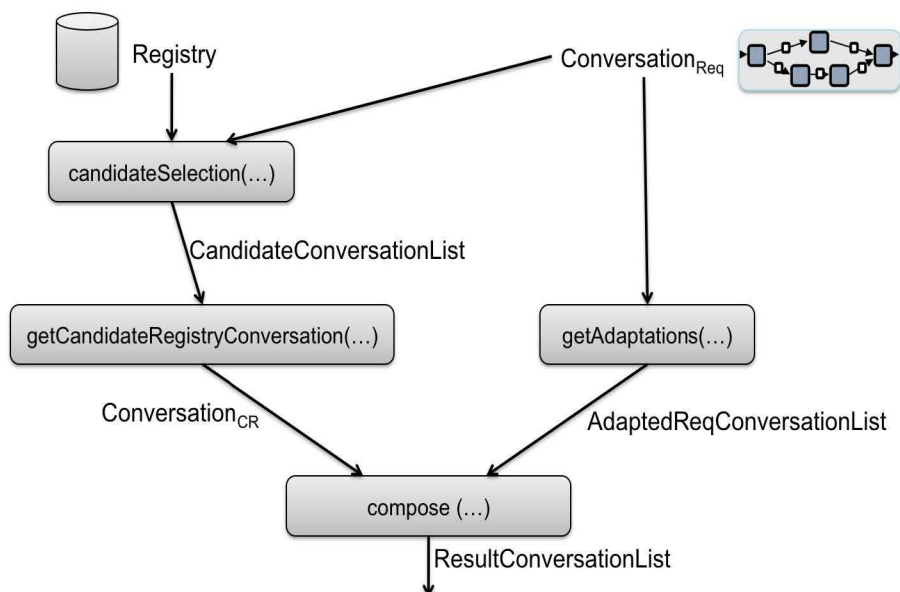 Registry
Conversation_Req
candidateSelection(…)
CandidateConversationList
getCandidateRegistryConversation(…)
getAdaptations(…)
Conversation_CR
AdaptedReqConversationList
compose (…)
ResultConversationList